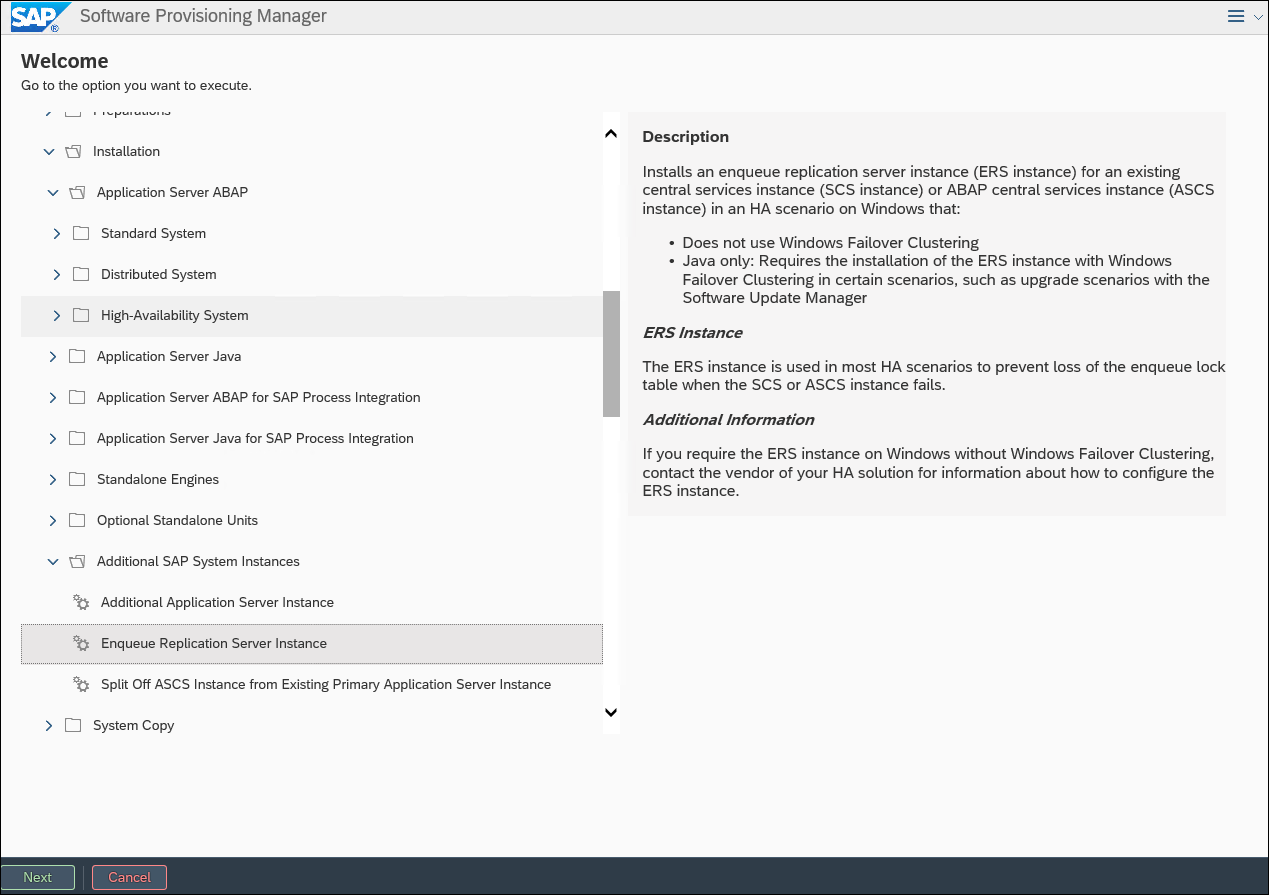 SAP ® Software Provisioning Manager
Welcome
Go to the option you want to execute.
Preparations
Installation
Application Server ABAP
Standard System
Distributed System
High-Availability System
Application Server Java
Application Server ABAP for SAP Process Integration
Application Server Java for SAP Process Integration
Standalone Engines
Optional Standalone Units
Additional SAP System Instances
Additional Application Server Instance
Enqueue Replication Server Instance
Split Off ASCS Instance from Existing Primary Application Server Instance
System Copy
Description
Installs an enqueue replication server instance (ERS instance) for an existing
central services instance (SCS instance) or ABAP central services instance (ASCS
instance) in an HA scenario on Windows that:
• Does not use Windows Failover Clustering
• Java only: Requires the installation of the ERS instance with Windows
Failover Clustering in certain scenarios, such as upgrade scenarios with the
Software Update Manager
ERS Instance
The ERS instance is used in most HA scenarios to prevent loss of the enqueue lock
table when the SCS or ASCS instance fails.
Additional Information
If you require the ERS instance on Windows without Windows Failover Clustering,
contact the vendor of your HA solution for information about how to configure the
ERS instance.
Next
Cancel